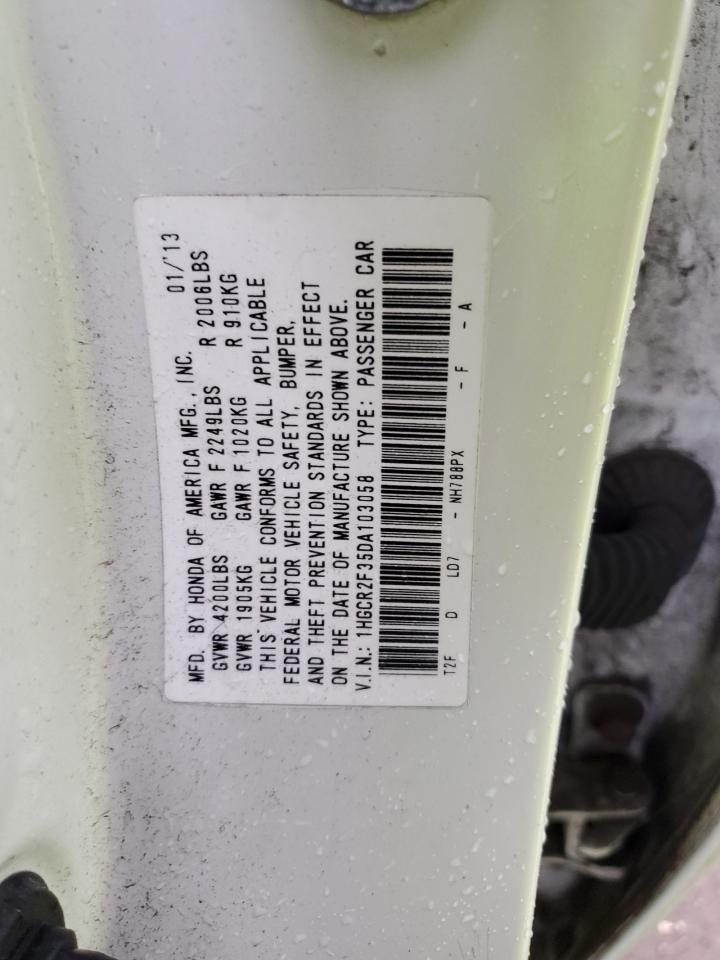 MFD. BY HONDA OF AMERICA MFG., INC. 01/'13
GVWR 4200LBS GAWR F 2249LBS R 2006LBS
GVWR 1905KG GAWR F 1020KG R 910KG
THIS VEHICLE CONFORMS TO ALL APPLICABLE
FEDERAL MOTOR VEHICLE SAFETY, BUMPER,
AND THEFT PREVENTION STANDARDS IN EFFECT
ON THE DATE OF MANUFACTURE SHOWN ABOVE.
V.I.N.: 1HGCR2F35DA103058 TYPE: PASSENGER CAR
T2F D LD7 - NH788PX - F - A